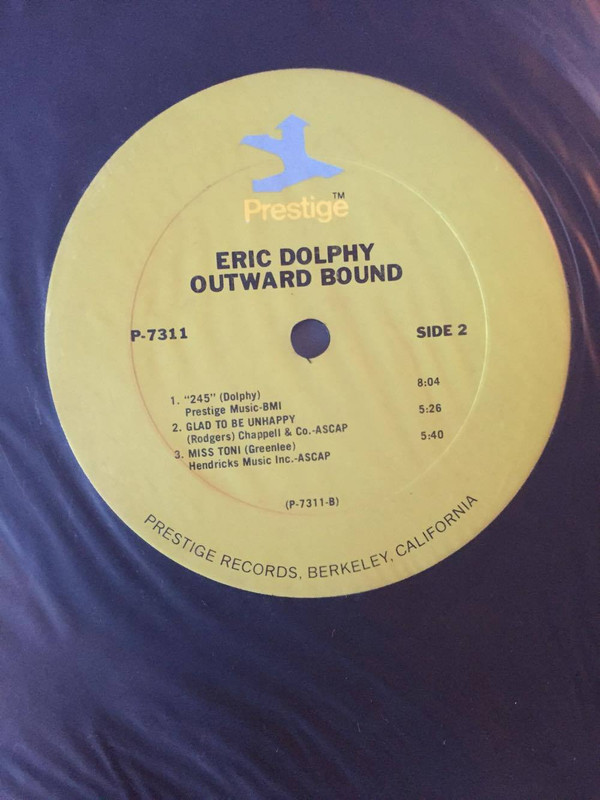 Prestige™
ERIC DOLPHY
OUTWARD BOUND
P-7311
SIDE 2
1. "245" (Dolphy) 8:04
Prestige Music-BMI
2. GLAD TO BE UNHAPPY 5:26
(Rodgers) Chappell & Co.-ASCAP
3. MISS TONI (Greenlee) 5:40
Hendricks Music Inc.-ASCAP
(P-7311-B)
PRESTIGE RECORDS, BERKELEY, CALIFORNIA